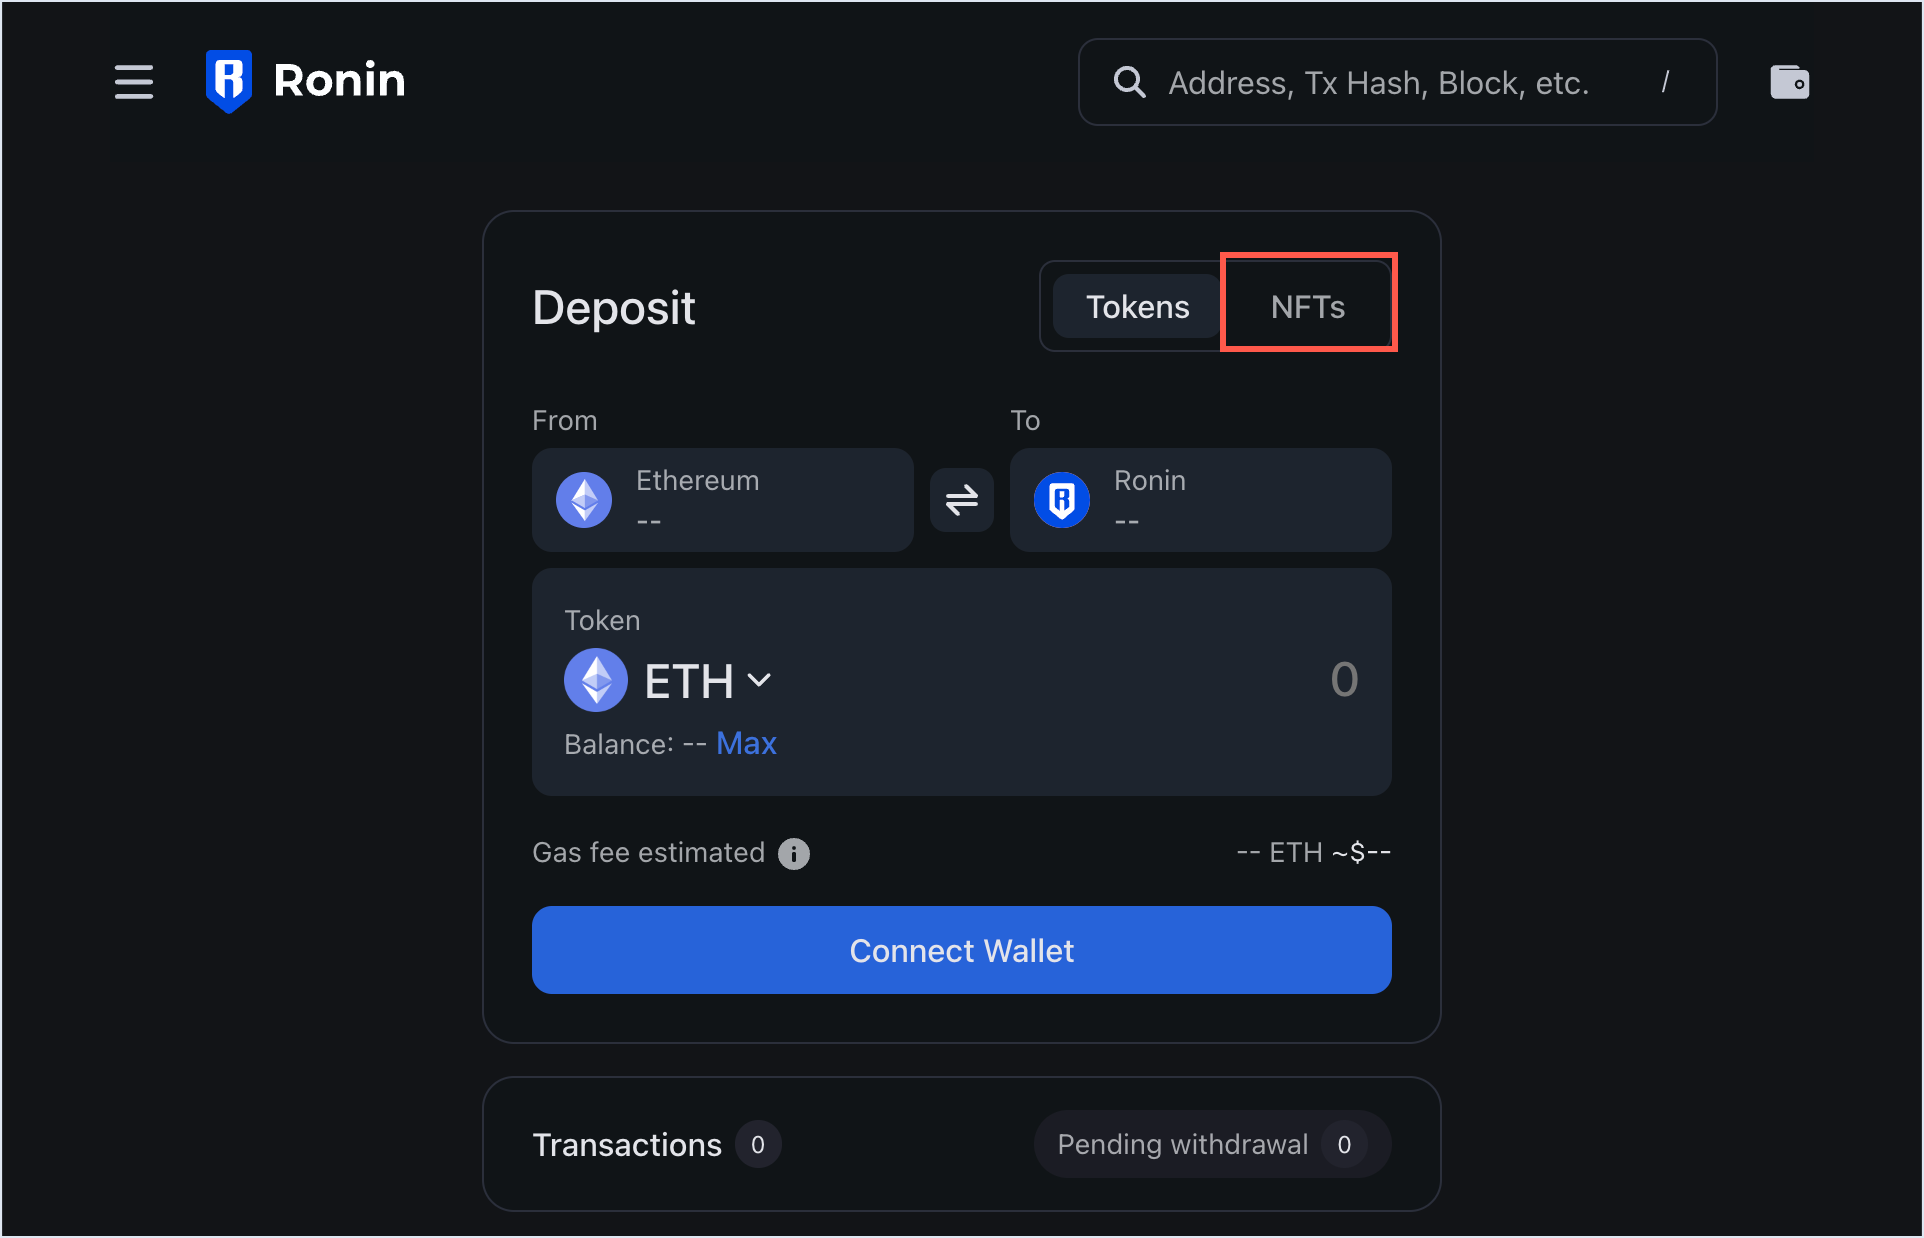 Ronin
Address, Tx Hash, Block, etc. /
Deposit
Tokens NFTs
From To
Ethereum Ronin
-- --
Token
ETH 0
Balance: -- Max
Gas fee estimated -- ETH ~$--
Connect Wallet
Transactions 0 Pending withdrawal 0